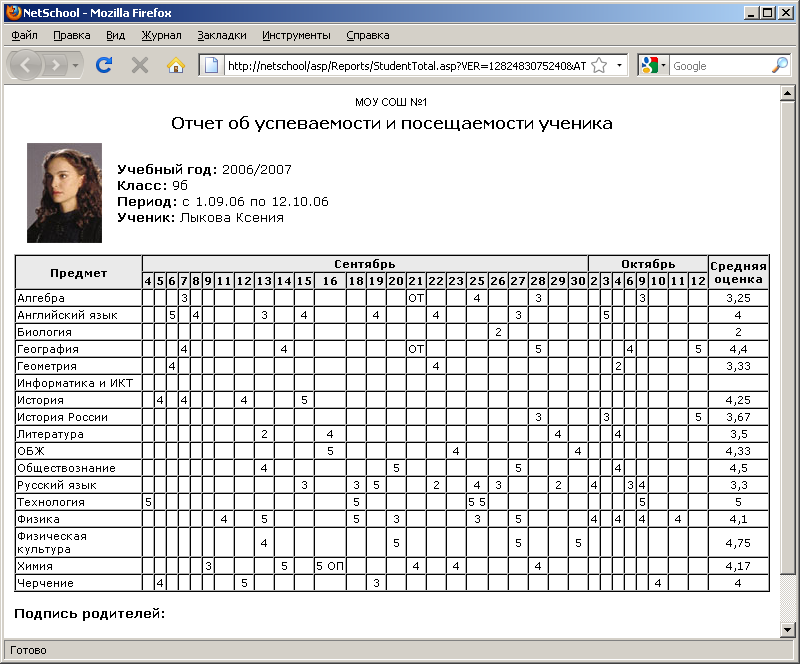 NetSchool - Mozilla Firefox
Файл Правка Вид Журнал Закладки Инструменты Справка
http://netschool/asp/Reports/StudentTotal.asp?VER=1282483075240&AT
Google
МОУ СОШ №1
Отчет об успеваемости и посещаемости ученика
Учебный год: 2006/2007
Класс: 9б
Период: с 1.09.06 по 12.10.06
Ученик: Лыкова Ксения
Предмет Сентябрь Октябрь Средняя оценка
4 5 6 7 8 9 11 12 13 14 15 16 18 19 20 21 22 23 25 26 27 28 29 30 2 3 4 6 9 10 11 12
Алгебра 3 ОТ 4 3 3 3,25
Английский язык 5 4 3 4 4 4 3 5 4
Биология 2 2
География 4 4 ОТ 5 4 5 4,4
Геометрия 4 4 2 3,33
Информатика и ИКТ
История 4 4 4 5 4,25
История России 3 3 5 3,67
Литература 2 4 4 4 3,5
ОБЖ 5 4 4 4,33
Обществознание 4 5 5 4 4,5
Русский язык 3 3 5 2 4 3 2 4 3 4 3,3
Технология 5 5 5 5 5 5
Физика 4 5 5 3 3 5 4 4 4 4 4,1
Физическая культура 4 5 5 5 4,75
Химия 3 5 5 ОП 4 4 4 4,17
Черчение 4 5 3 4 4
Подпись родителей:
Готово